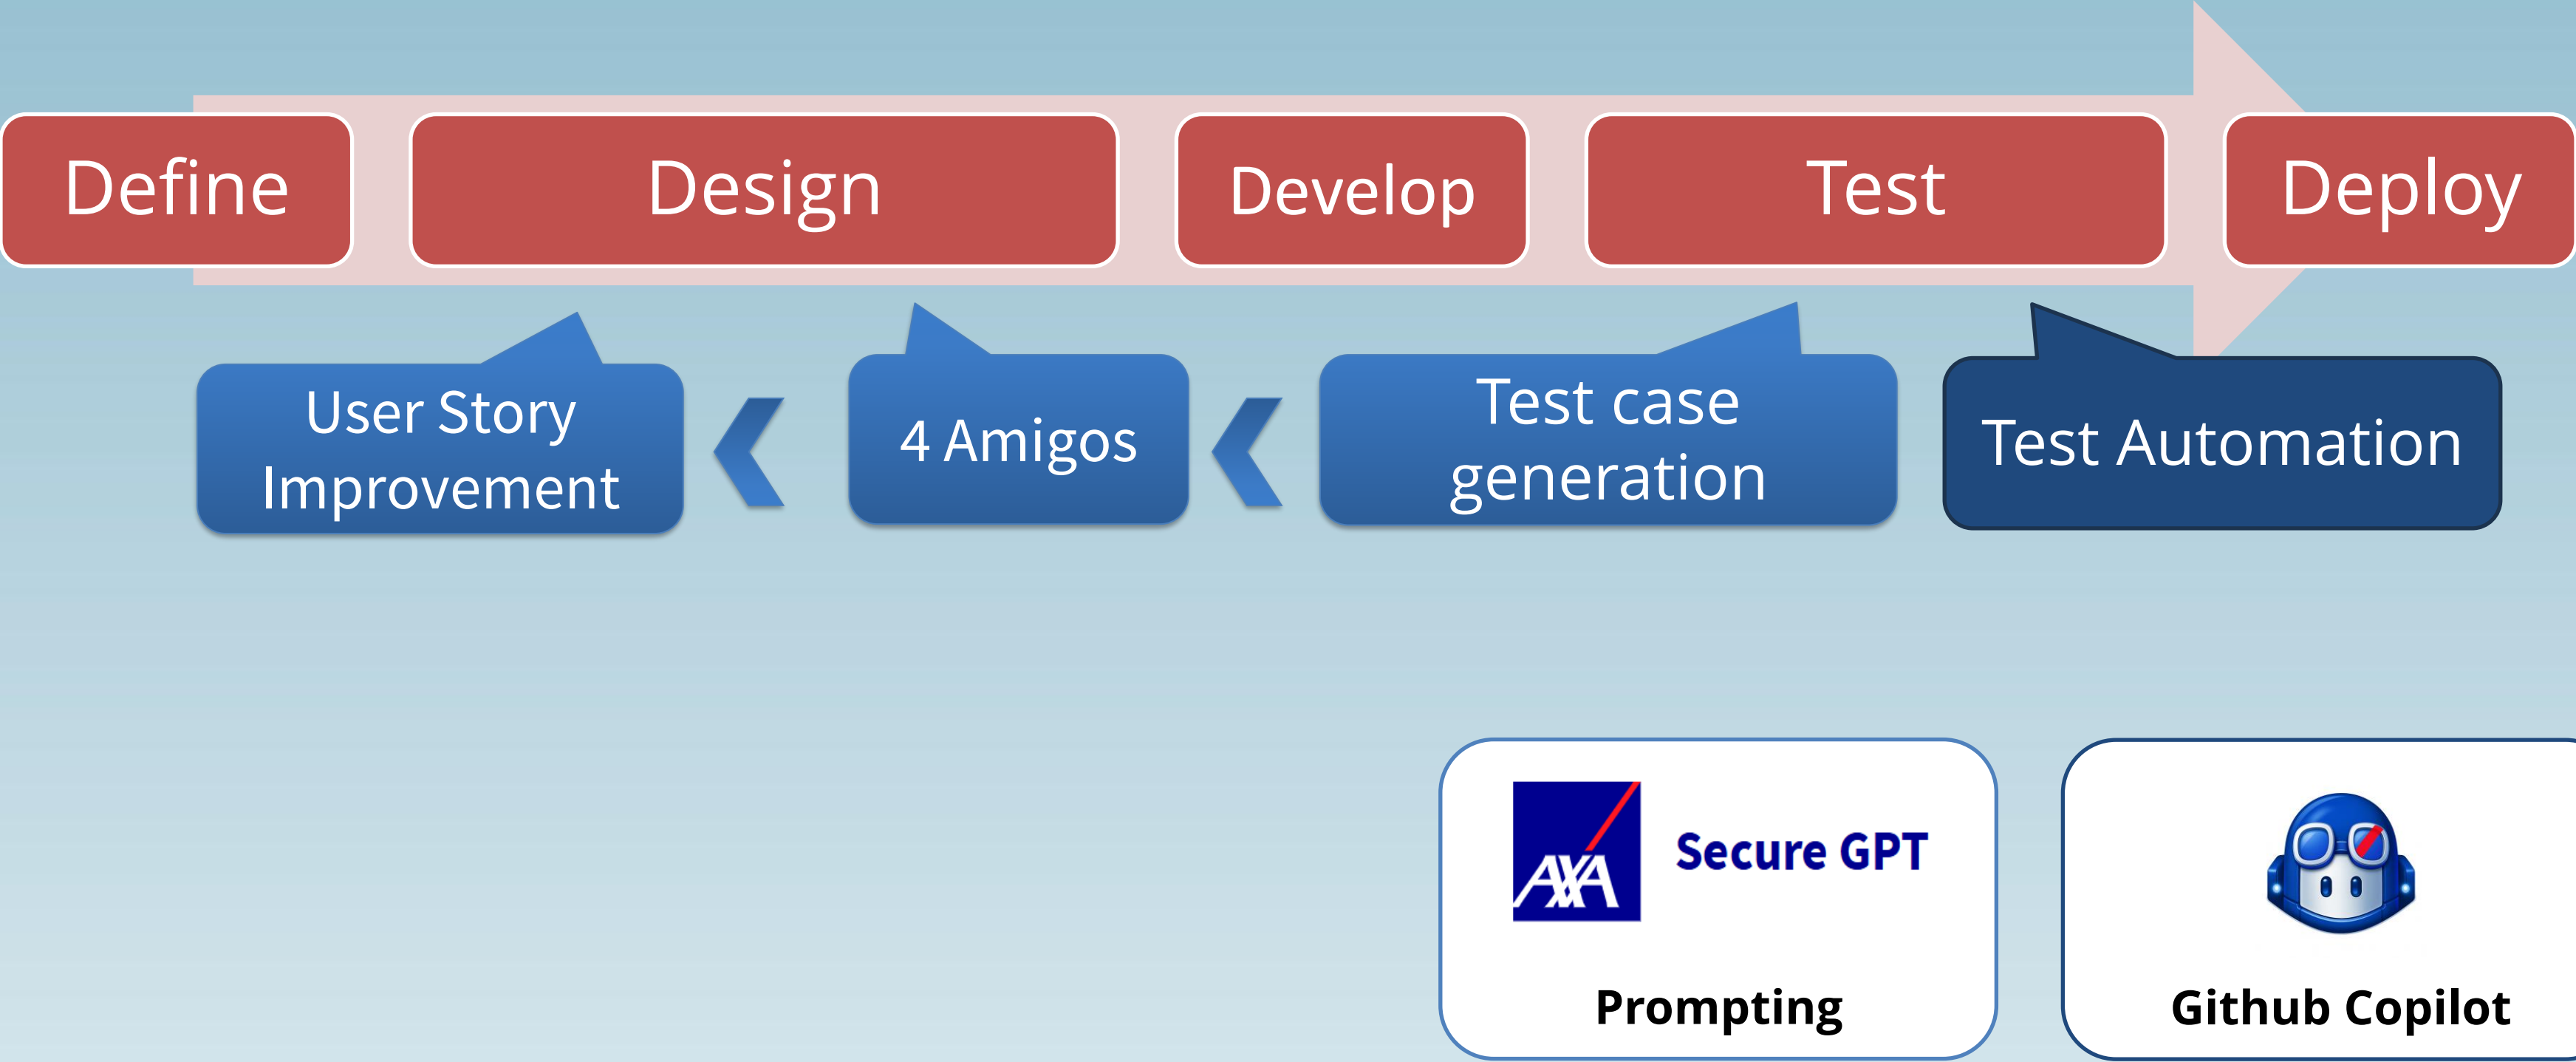 Define
Design
Develop
Test
Deploy
User Story
Improvement
4 Amigos
Test case
generation
Test Automation
AXA
Secure GPT
Prompting
Github Copilot